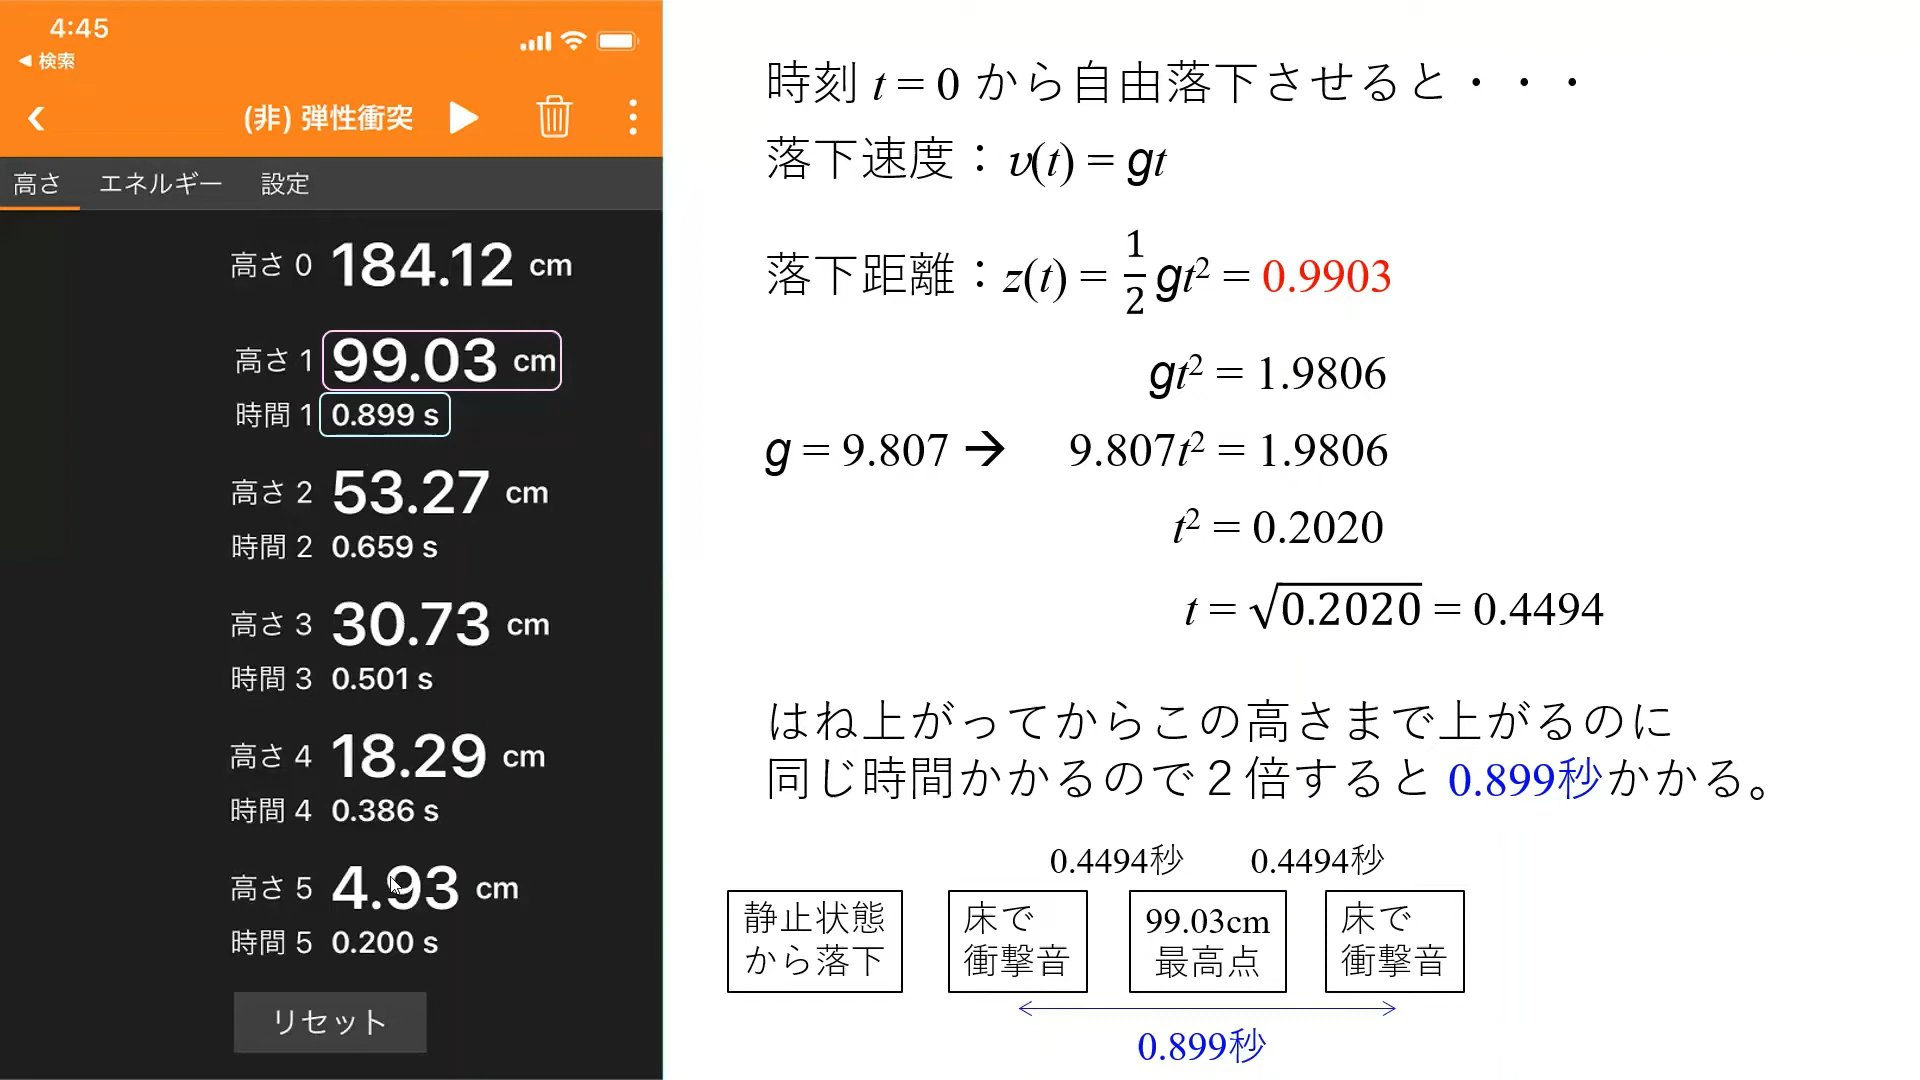 4:45
◀ 検索
(非) 弾性衝突
高さ エネルギー 設定
高さ 0 184.12 cm
高さ 1 99.03 cm
時間 1 0.899 s
高さ 2 53.27 cm
時間 2 0.659 s
高さ 3 30.73 cm
時間 3 0.501 s
高さ 4 18.29 cm
時間 4 0.386 s
高さ 5 4.93 cm
時間 5 0.200 s
リセット
時刻 t = 0 から自由落下させると・・・
落下速度：v(t) = gt
落下距離：z(t) = 1/2 gt² = 0.9903
gt² = 1.9806
g = 9.807 → 9.807t² = 1.9806
t² = 0.2020
t = √0.2020 = 0.4494
はね上がってからこの高さまで上がるのに
同じ時間かかるので２倍すると 0.899秒かかる。
0.4494秒 0.4494秒
静止状態
から落下
床で
衝撃音
99.03cm
最高点
床で
衝撃音
0.899秒